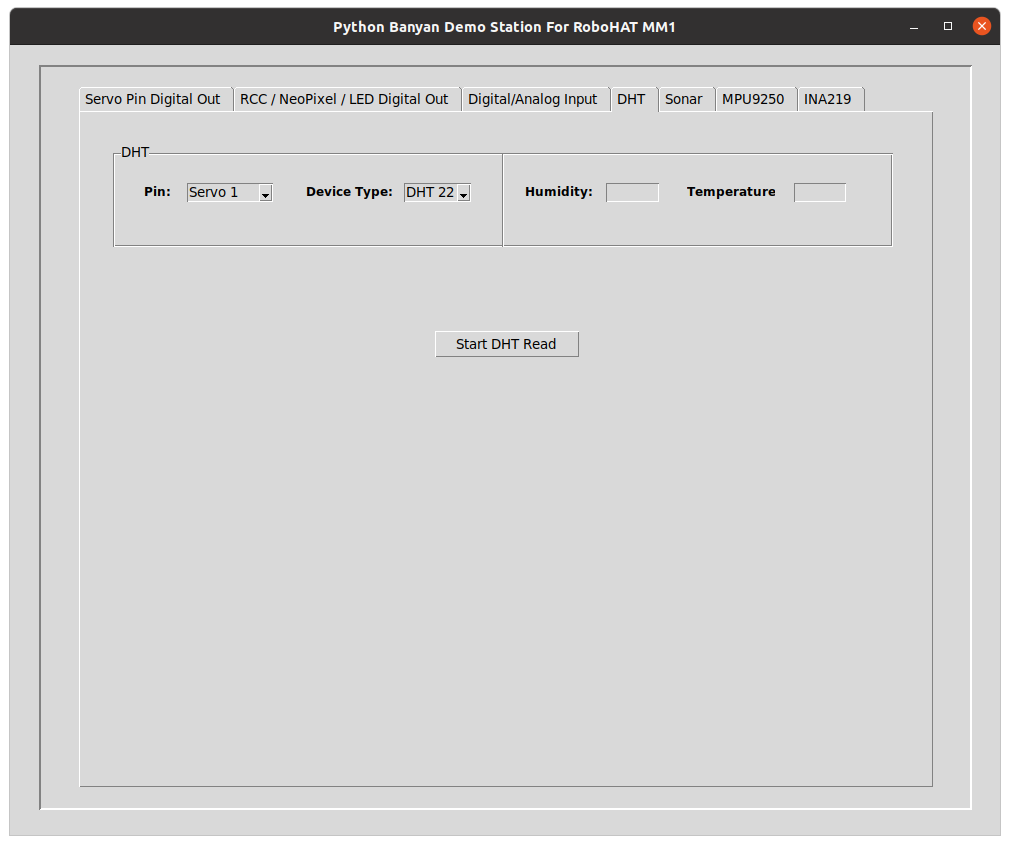 Python Banyan Demo Station For RoboHAT MM1
Servo Pin Digital Out RCC / NeoPixel / LED Digital Out Digital/Analog Input DHT Sonar MPU9250 INA219
DHT
Pin: Servo 1 Device Type: DHT 22 Humidity: Temperature
Start DHT Read